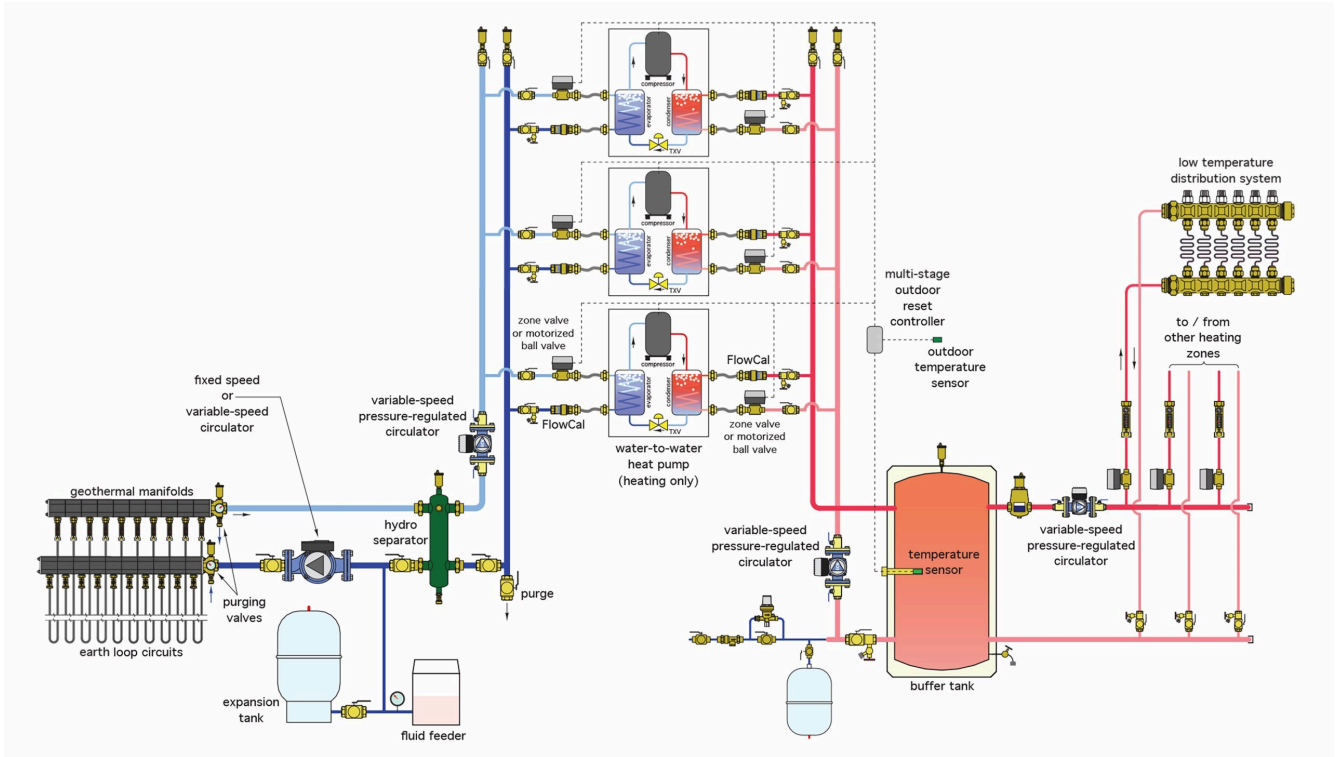 compressor
evaporator
condenser
TXV
compressor
evaporator
condenser
TXV
low temperature
distribution system
multi-stage
outdoor
reset
controller
outdoor
temperature
sensor
to / from
other heating
zones
zone valve
or motorized
ball valve
compressor
evaporator
condenser
TXV
FlowCal
FlowCal
zone valve
or motorized
ball valve
water-to-water
heat pump
(heating only)
fixed speed
or
variable-speed
circulator
variable-speed
pressure-regulated
circulator
geothermal manifolds
hydro
separator
purging
valves
earth loop circuits
purge
expansion
tank
fluid feeder
variable-speed
pressure-regulated
circulator
temperature
sensor
variable-speed
pressure-regulated
circulator
buffer tank